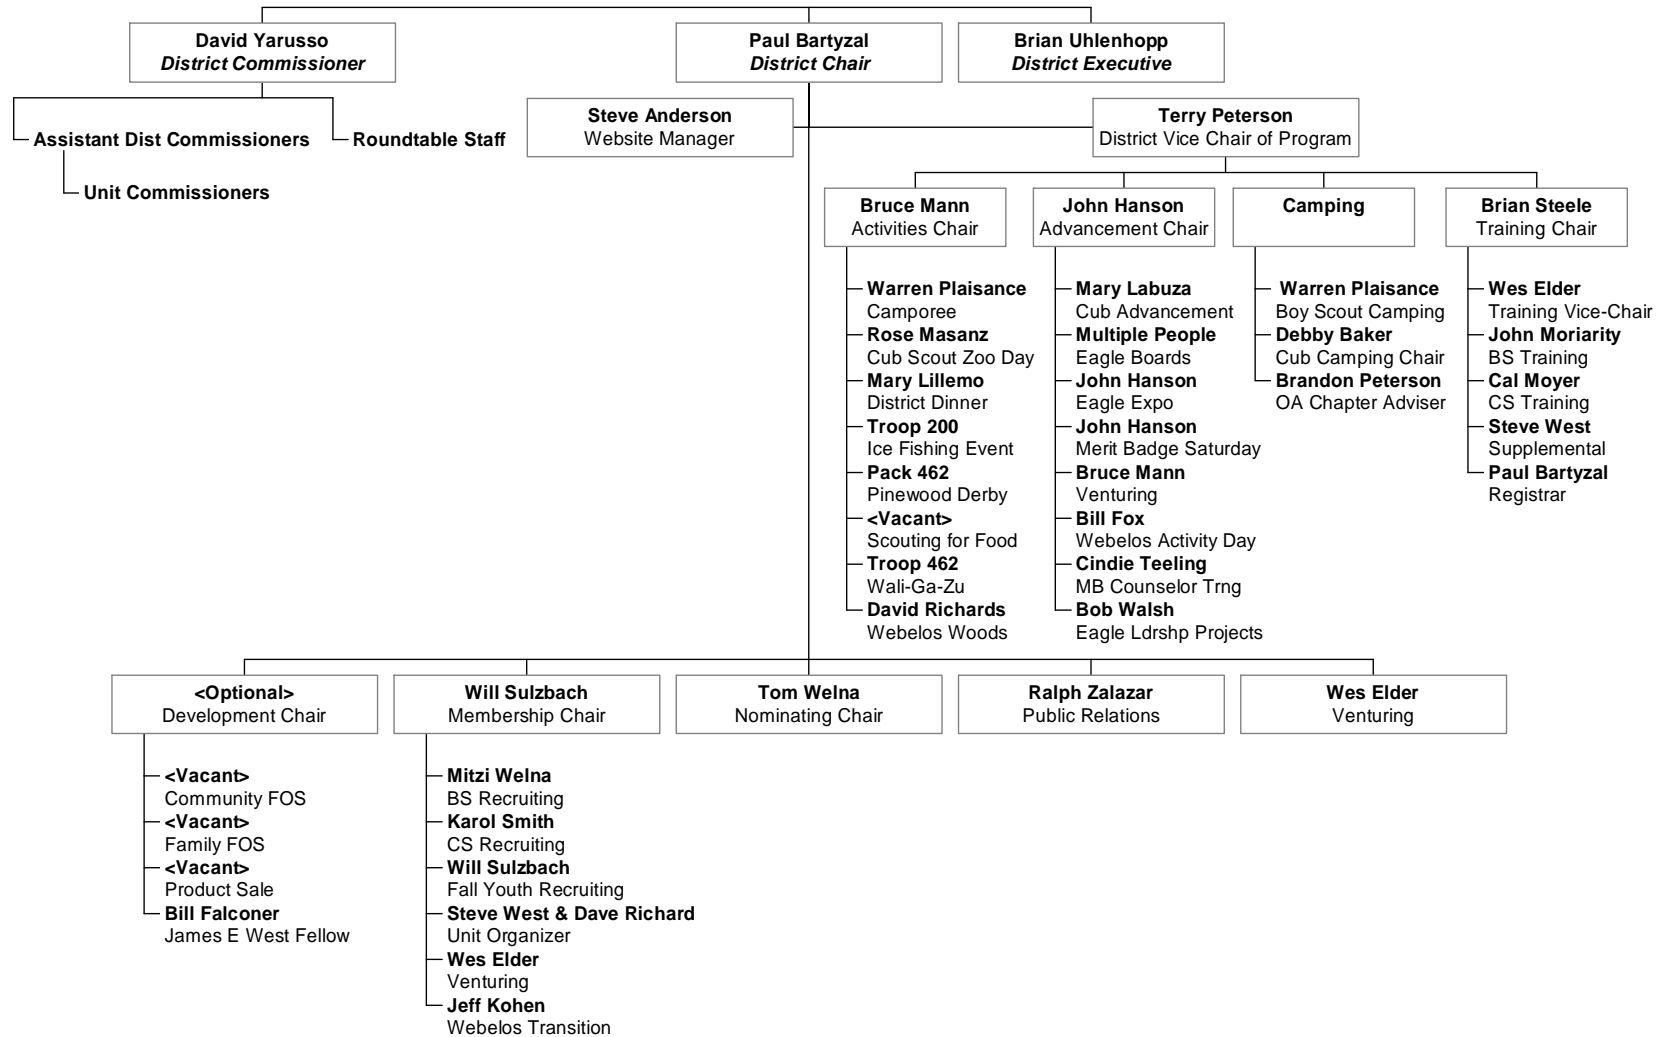 David Yarusso
District Commissioner
Paul Bartyzal
District Chair
Brian Uhlenhopp
District Executive
Assistant Dist Commissioners
Roundtable Staff
Unit Commissioners
Steve Anderson
Website Manager
Terry Peterson
District Vice Chair of Program
Bruce Mann
Activities Chair
Warren Plaisance
Camporee
Rose Masanz
Cub Scout Zoo Day
Mary Lillemo
District Dinner
Troop 200
Ice Fishing Event
Pack 462
Pinewood Derby
<Vacant>
Scouting for Food
Troop 462
Wali-Ga-Zu
David Richards
Webelos Woods
John Hanson
Advancement Chair
Mary Labuza
Cub Advancement
Multiple People
Eagle Boards
John Hanson
Eagle Expo
John Hanson
Merit Badge Saturday
Bruce Mann
Venturing
Bill Fox
Webelos Activity Day
Cindie Teeling
MB Counselor Trng
Bob Walsh
Eagle Ldrshp Projects
Camping
Warren Plaisance
Boy Scout Camping
Debby Baker
Cub Camping Chair
Brandon Peterson
OA Chapter Adviser
Brian Steele
Training Chair
Wes Elder
Training Vice-Chair
John Moriarity
BS Training
Cal Moyer
CS Training
Steve West
Supplemental
Paul Bartyzal
Registrar
<Optional>
Development Chair
<Vacant>
Community FOS
<Vacant>
Family FOS
<Vacant>
Product Sale
Bill Falconer
James E West Fellow
Will Sulzbach
Membership Chair
Mitzi Welna
BS Recruiting
Karol Smith
CS Recruiting
Will Sulzbach
Fall Youth Recruiting
Steve West & Dave Richard
Unit Organizer
Wes Elder
Venturing
Jeff Kohen
Webelos Transition
Tom Welna
Nominating Chair
Ralph Zalazar
Public Relations
Wes Elder
Venturing